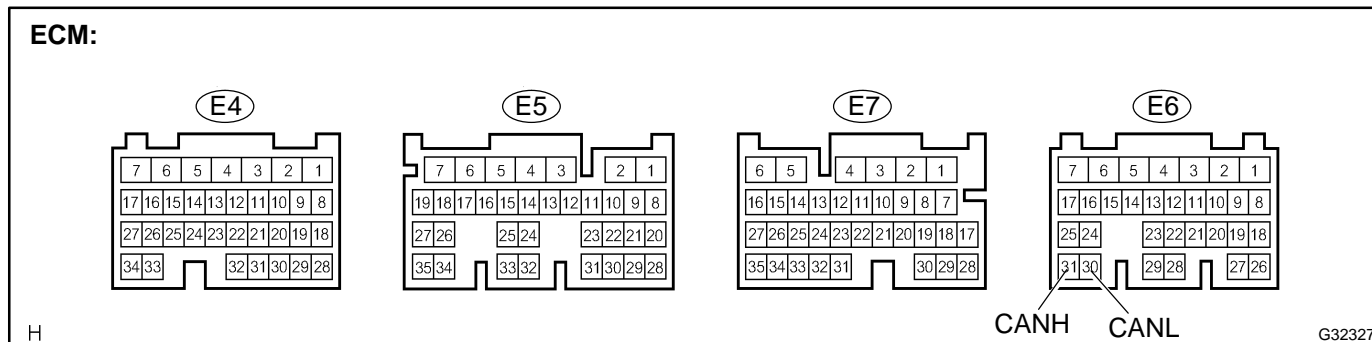 ECM:
E4 E5 E7 E6
7 6 5 4 3 2 1 7 6 5 4 3 2 1 6 5 4 3 2 1 7 6 5 4 3 2 1
17 16 15 14 13 12 11 10 9 8 19 18 17 16 15 14 13 12 11 10 9 8 16 15 14 13 12 11 10 9 8 7 17 16 15 14 13 12 11 10 9 8
27 26 25 24 23 22 21 20 19 18 27 26 25 24 23 22 21 20 27 26 25 24 23 22 21 20 19 18 17 25 24 23 22 21 20 19 18
34 33 32 31 30 29 28 35 34 33 32 31 30 29 28 35 34 33 32 31 30 29 28 31 30 29 28 27 26
CANH CANL
H G32327